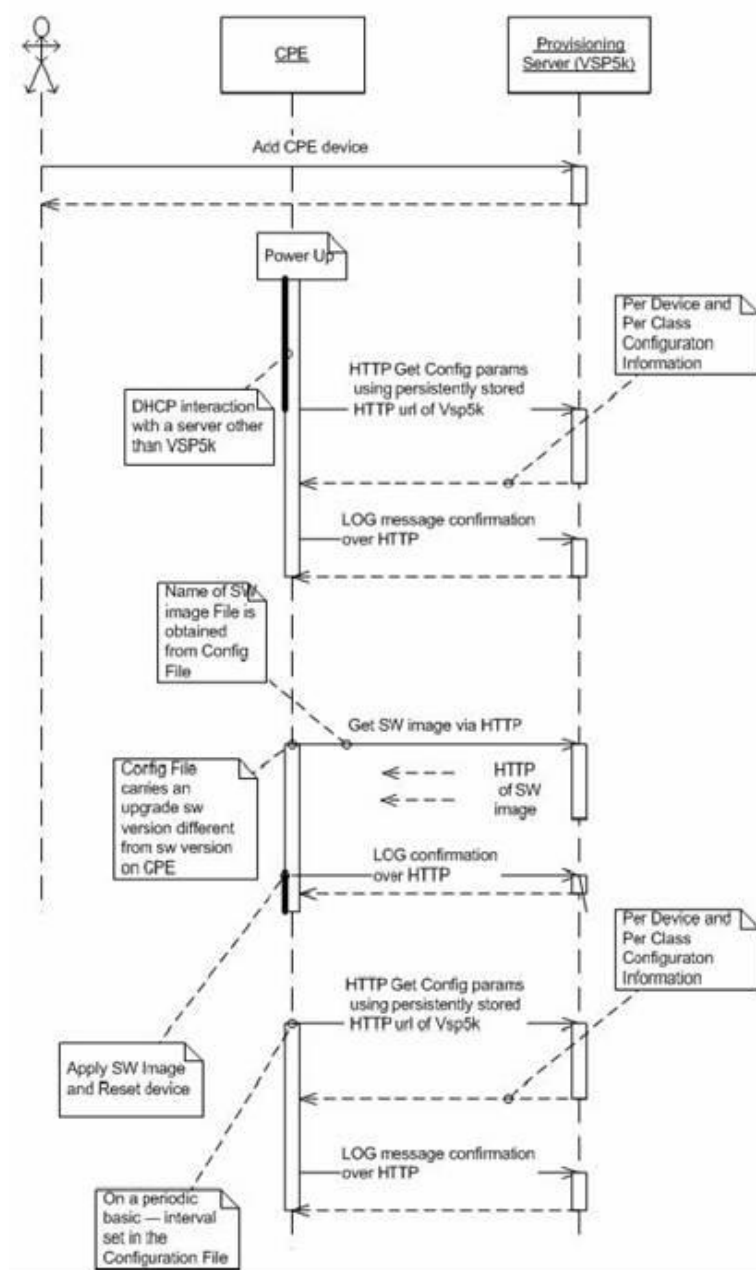 CPE
Provisioning
Server (VSP5k)
Add CPE device
Power Up
Per Device and
Per Class
Configuraton
Information
HTTP Get Config params
using persistently stored
HTTP url of Vsp5k
DHCP interaction
with a server other
than VSP5k
LOG message confirmation
over HTTP
Name of SW
image File is
obtained
from Config
File
Get SW image via HTTP
Config File
carries an
upgrade sw
version different
from sw version
on CPE
HTTP
of SW
image
LOG confirmation
over HTTP
Per Device and
Per Class
Configuraton
Information
HTTP Get Config params
using persistently stored
HTTP url of Vsp5k
Apply SW Image
and Reset device
LOG message confirmation
over HTTP
On a periodic
basic — interval
set in the
Configuration File